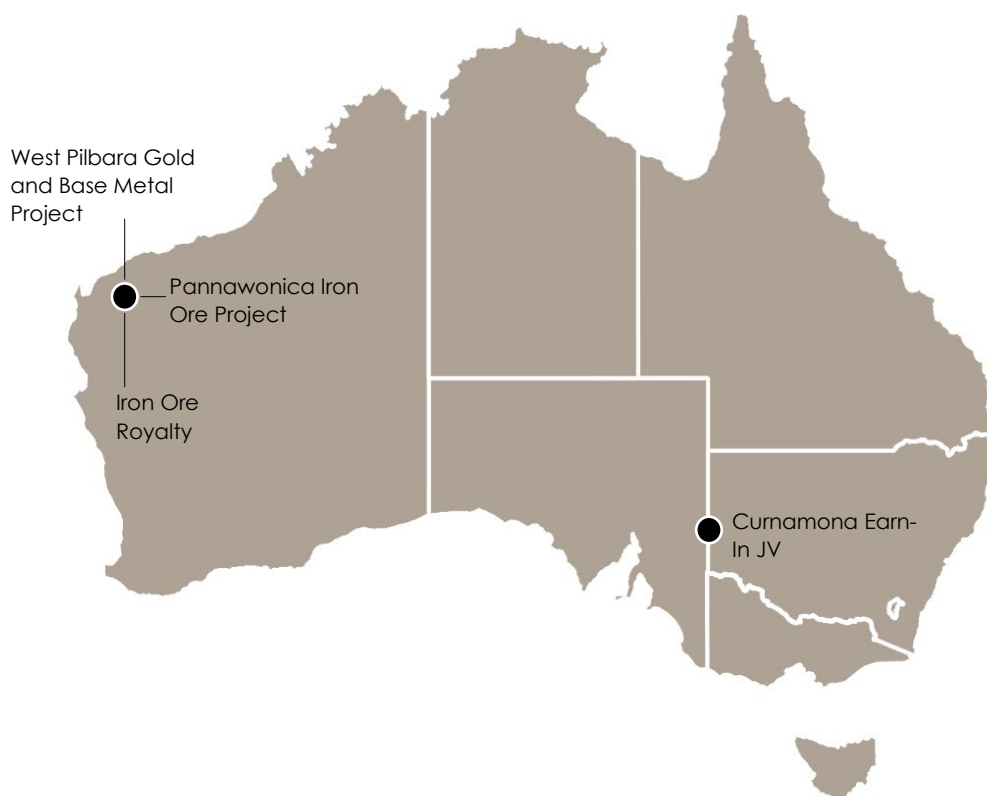 West Pilbara Gold
and Base Metal
Project
Pannawonica Iron
Ore Project
Iron Ore
Royalty
Curnamona Earn-
In JV